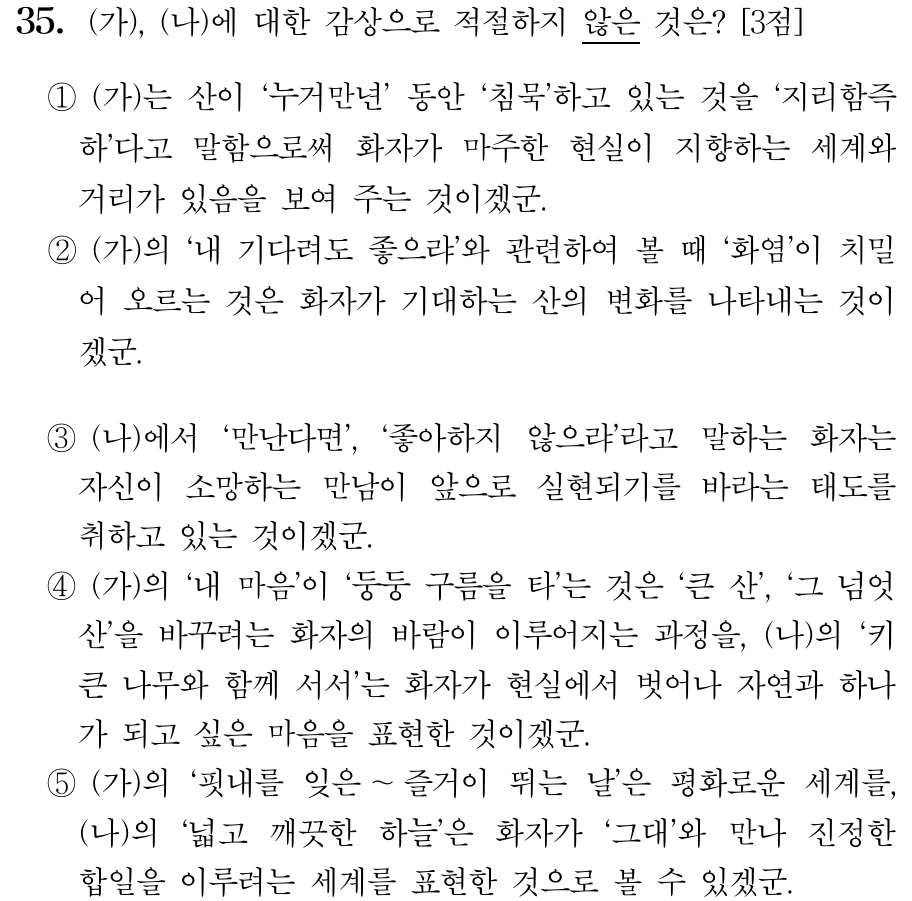 35. (가), (나)에 대한 감상으로 적절하지 않은 것은? [3점]
① (가)는 산이 ‘누거만년’ 동안 ‘침묵’하고 있는 것을 ‘지리함즉
하’다고 말함으로써 화자가 마주한 현실이 지향하는 세계와
거리가 있음을 보여 주는 것이겠군.
② (가)의 ‘내 기다려도 좋으랴’와 관련하여 볼 때 ‘화염’이 치밀
어 오르는 것은 화자가 기대하는 산의 변화를 나타내는 것이
겠군.
③ (나)에서 ‘만난다면’, ‘좋아하지 않으랴’라고 말하는 화자는
자신이 소망하는 만남이 앞으로 실현되기를 바라는 태도를
취하고 있는 것이겠군.
④ (가)의 ‘내 마음’이 ‘둥둥 구름을 타’는 것은 ‘큰 산’, ‘그 넘엇
산’을 바꾸려는 화자의 바람이 이루어지는 과정을, (나)의 ‘키
큰 나무와 함께 서서’는 화자가 현실에서 벗어나 자연과 하나
가 되고 싶은 마음을 표현한 것이겠군.
⑤ (가)의 ‘핏내를 잊은 ~ 즐거이 뛰는 날’은 평화로운 세계를,
(나)의 ‘넓고 깨끗한 하늘’은 화자가 ‘그대’와 만나 진정한
합일을 이루려는 세계를 표현한 것으로 볼 수 있겠군.